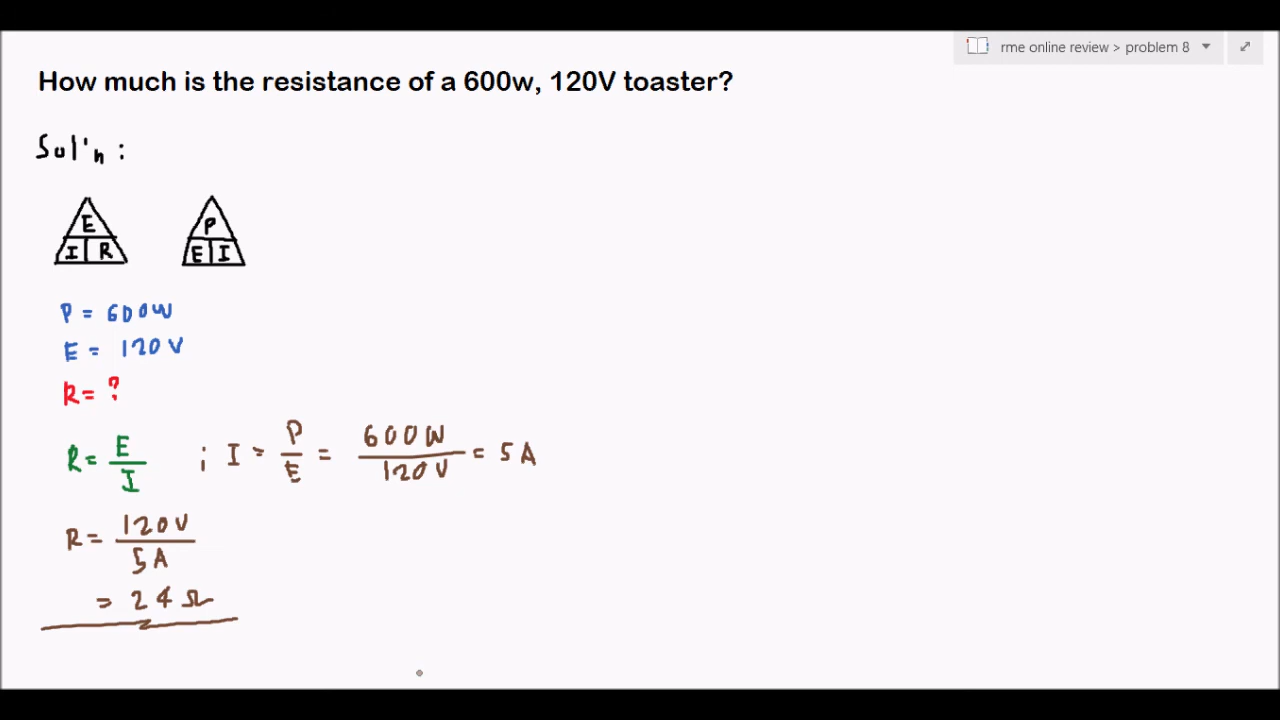 rme online review > problem 8
How much is the resistance of a 600w, 120V toaster?
Sol'n :
E
I R
P
E I
P = 600W
E = 120V
R = ?
R = E/I ; I = P/E = 600W/120V = 5A
R = 120V/5A
= 24 Ω